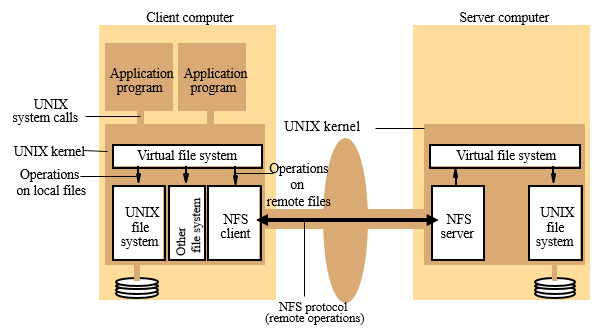 Client computer
Server computer
Application
program
Application
program
UNIX
system calls
UNIX kernel
UNIX kernel
Virtual file system
Virtual file system
Operations
on local files
Operations
on
remote files
UNIX
file
system
Other
file system
NFS
client
NFS
server
UNIX
file
system
NFS protocol
(remote operations)